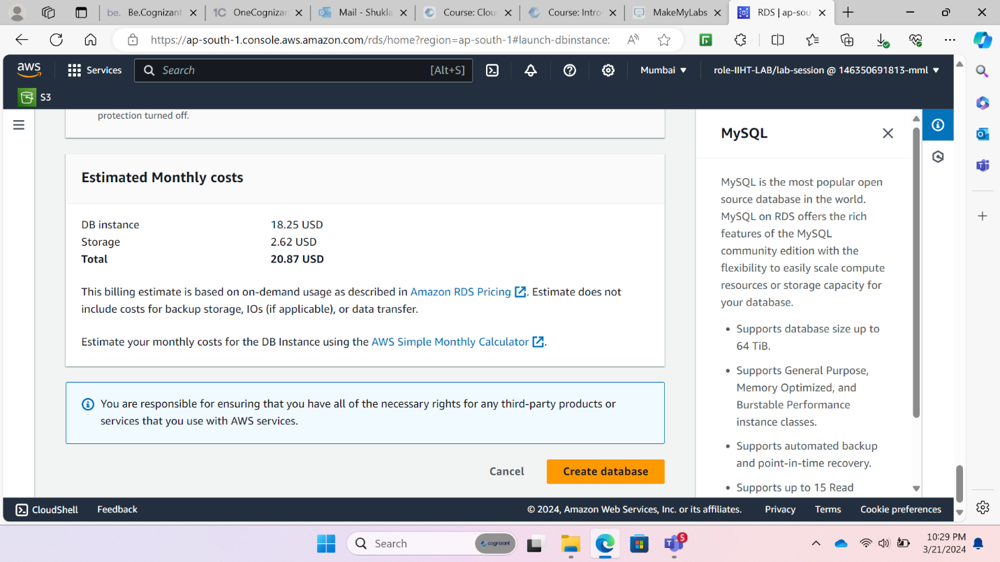 be. Be.Cognizant
1C OneCognizan
Mail - Shukla
Course: Clou
Course: Intro
MakeMyLabs
RDS | ap-sou
https://ap-south-1.console.aws.amazon.com/rds/home?region=ap-south-1#launch-dbinstance:
aws
Services
Search
[Alt+S]
Mumbai
role-IIHT-LAB/lab-session @ 146350691813-mml
S3
protection turned off.
Estimated Monthly costs
DB instance 18.25 USD
Storage 2.62 USD
Total 20.87 USD
This billing estimate is based on on-demand usage as described in Amazon RDS Pricing. Estimate does not
include costs for backup storage, IOs (if applicable), or data transfer.
Estimate your monthly costs for the DB Instance using the AWS Simple Monthly Calculator.
You are responsible for ensuring that you have all of the necessary rights for any third-party products or
services that you use with AWS services.
Cancel
Create database
MySQL
MySQL is the most popular open
source database in the world.
MySQL on RDS offers the rich
features of the MySQL
community edition with the
flexibility to easily scale compute
resources or storage capacity for
your database.
• Supports database size up to
64 TiB.
• Supports General Purpose,
Memory Optimized, and
Burstable Performance
instance classes.
• Supports automated backup
and point-in-time recovery.
• Supports up to 15 Read
CloudShell
Feedback
© 2024, Amazon Web Services, Inc. or its affiliates.
Privacy
Terms
Cookie preferences
Search
cognizant
5
10:29 PM
3/21/2024